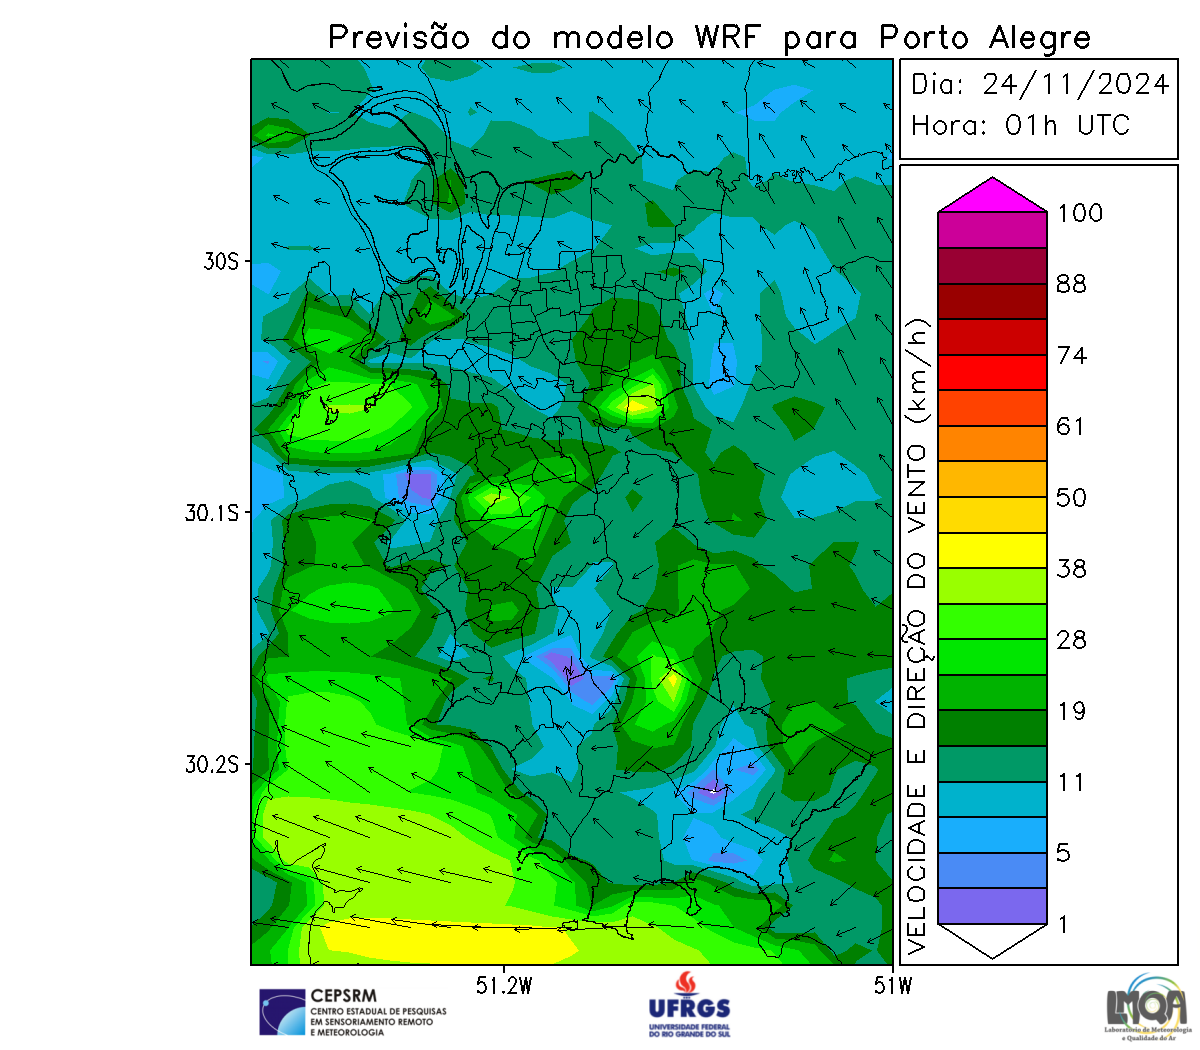 Previsão do modelo WRF para Porto Alegre
Dia: 24/11/2024
Hora: 01h UTC
30S
30.1S
30.2S
51.2W
51W
VELOCIDADE E DIREÇÃO DO VENTO (km/h)
100
88
74
61
50
38
28
19
11
5
1
CEPSRM
CENTRO ESTADUAL DE PESQUISAS
EM SENSORIAMENTO REMOTO
E METEOROLOGIA
UFRGS
UNIVERSIDADE FEDERAL
DO RIO GRANDE DO SUL
LMQA
Laboratório de Meteorologia
e Qualidade do Ar